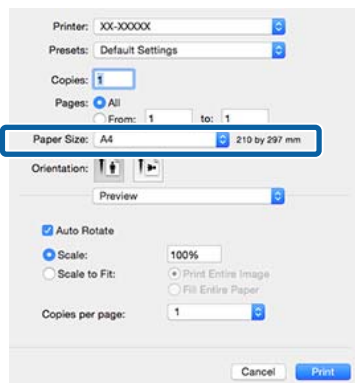 Printer: XX-XXXXX
Presets: Default Settings
Copies: 1
Pages: All
From: 1 to: 1
Paper Size: A4 210 by 297 mm
Orientation:
Preview
Auto Rotate
Scale: 100%
Scale to Fit: Print Entire Image
Fill Entire Paper
Copies per page: 1
Cancel Print